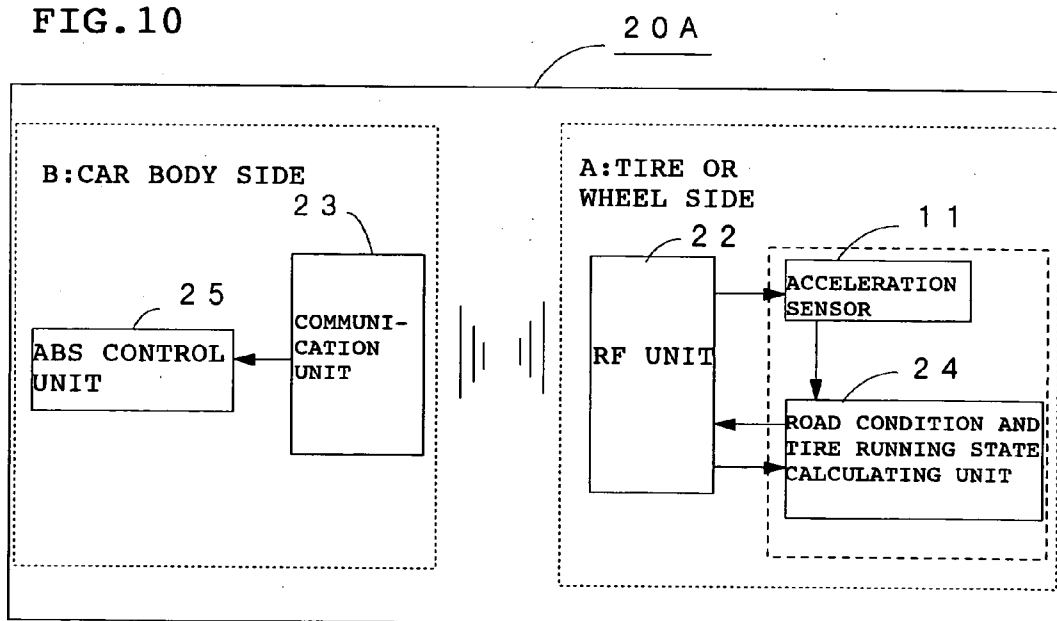 FIG.10
20A
B:CAR BODY SIDE
23
25
ABS CONTROL
UNIT
COMMUNI-
CATION
UNIT
A:TIRE OR
WHEEL SIDE
22
11
RF UNIT
ACCELERATION
SENSOR
24
ROAD CONDITION AND
TIRE RUNNING STATE
CALCULATING UNIT